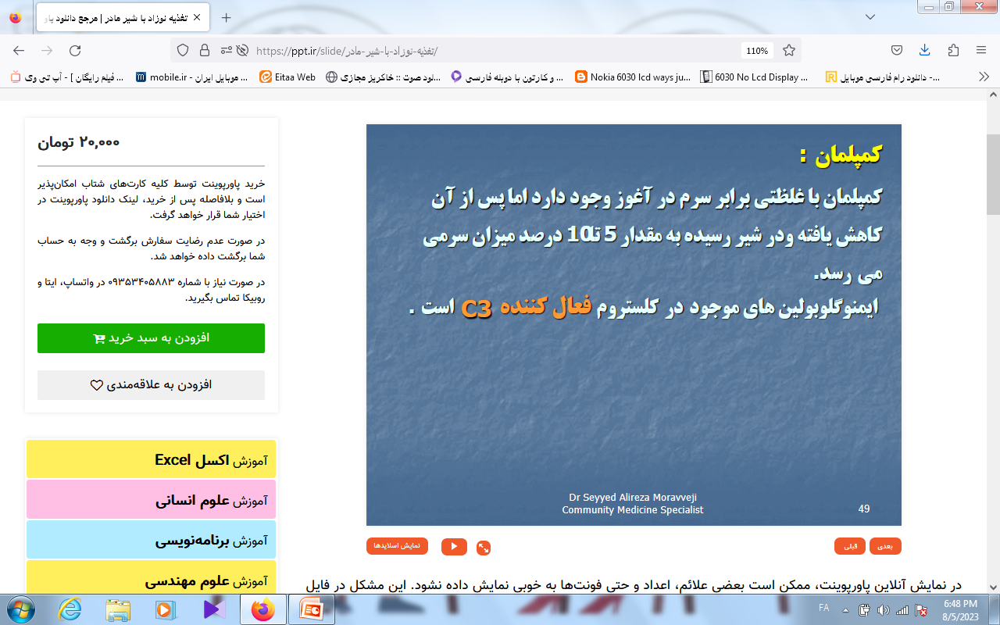 تغذیه نوزاد با شیر مادر | مرجع دانلود پاو
https://ppt.ir/slide/تغذیه-نوزاد-با-شیر-مادر/
110%
فیلم رایگان ] - آپ تی وی ...
mobile.ir - موبایل ایران ...
Eitaa Web
لود صوت :: خاکریز مجازی...
و کارتون با دوبله فارسی ...
Nokia 6030 lcd ways ju...
6030 No Lcd Display ...
- دانلود رام فارسی موبایل ...
۲۰,۰۰۰ تومان
خرید پاورپوینت توسط کلیه کارت‌های شتاب امکان‌پذیر
است و بلافاصله پس از خرید، لینک دانلود پاورپوینت در
اختیار شما قرار خواهد گرفت.
در صورت عدم رضایت سفارش برگشت و وجه به حساب
شما برگشت داده خواهد شد.
در صورت نیاز با شماره ۰۹۳۵۳۴۰۵۸۸۳ در واتساپ، ایتا و
روبیکا تماس بگیرید.
افزودن به سبد خرید
افزودن به علاقه‌مندی
آموزش اکسل Excel
آموزش علوم انسانی
آموزش برنامه‌نویسی
آموزش علوم مهندسی
کمپلمان :
کمپلمان با غلظتی برابر سرم در آغوز وجود دارد اما پس از آن
کاهش یافته ودر شیر رسیده به مقدار 5 تا10 درصد میزان سرمی
می رسد.
ایمنوگلوبولین های موجود در کلستروم فعال کننده C3 است .
Dr Seyyed Alireza Moravveji
Community Medicine Specialist
49
نمایش اسلایدها
قبلی
بعدی
در نمایش آنلاین پاورپوینت، ممکن است بعضی علائم، اعداد و حتی فونت‌ها به خوبی نمایش داده نشود. این مشکل در فایل
FA
6:48 PM
8/5/2023